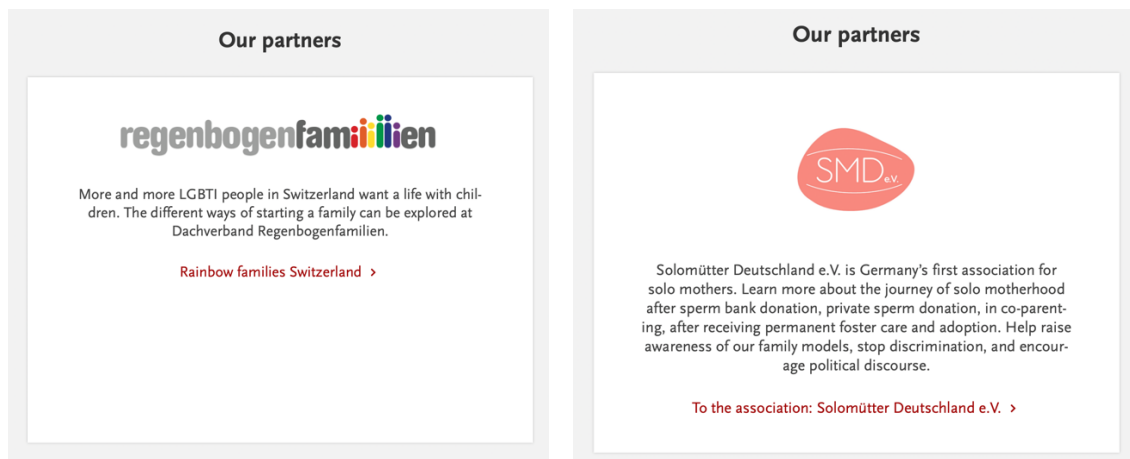 Our partners
regenbogenfamiiiilien
More and more LGBTI people in Switzerland want a life with chil-
dren. The different ways of starting a family can be explored at
Dachverband Regenbogenfamilien.
Rainbow families Switzerland >
Our partners
SMD e.V.
Solomütter Deutschland e.V. is Germany’s first association for
solo mothers. Learn more about the journey of solo motherhood
after sperm bank donation, private sperm donation, in co-parent-
ing, after receiving permanent foster care and adoption. Help raise
awareness of our family models, stop discrimination, and encour-
age political discourse.
To the association: Solomütter Deutschland e.V. >